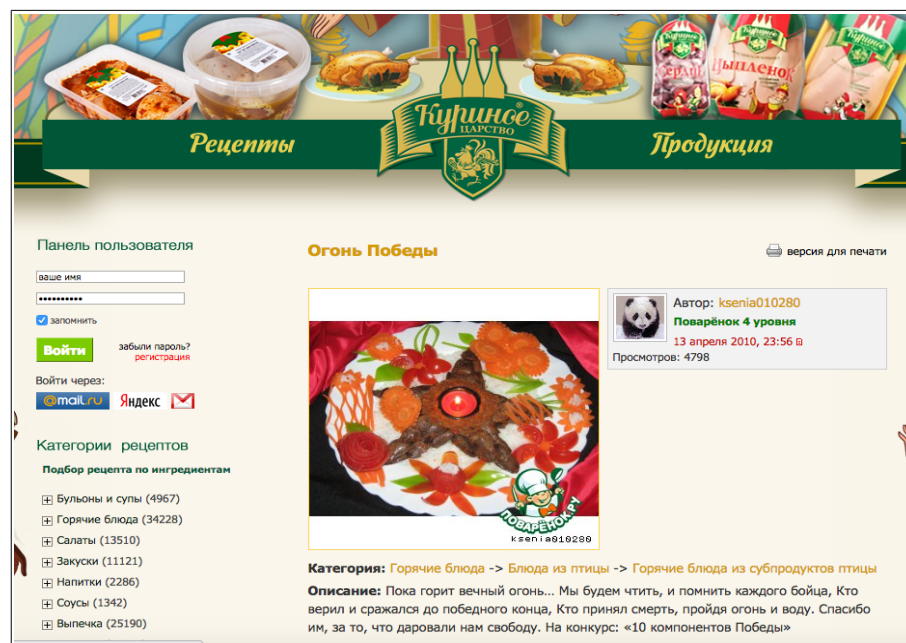 Куриное®
ЦАРСТВО
Цыпленок
Рецепты
Продукция
Панель пользователя
ваше имя
••••••••••
запомнить
Войти
забыли пароль?
регистрация
Войти через:
@mail.ru
Яндекс
Категории рецептов
Подбор рецепта по ингредиентам
Бульоны и супы (4967)
Горячие блюда (34228)
Салаты (13510)
Закуски (11121)
Напитки (2286)
Соусы (1342)
Выпечка (25190)
Огонь Победы
версия для печати
Автор: ksenia010280
Поварёнок 4 уровня
13 апреля 2010, 23:56
Просмотров: 4798
ПОВАРЁНОК.РУ
ksenia010280
Категория: Горячие блюда -> Блюда из птицы -> Горячие блюда из субпродуктов птицы
Описание: Пока горит вечный огонь... Мы будем чтить, и помнить каждого бойца, Кто
верил и сражался до победного конца, Кто принял смерть, пройдя огонь и воду. Спасибо
им, за то, что даровали нам свободу. На конкурс: «10 компонентов Победы»